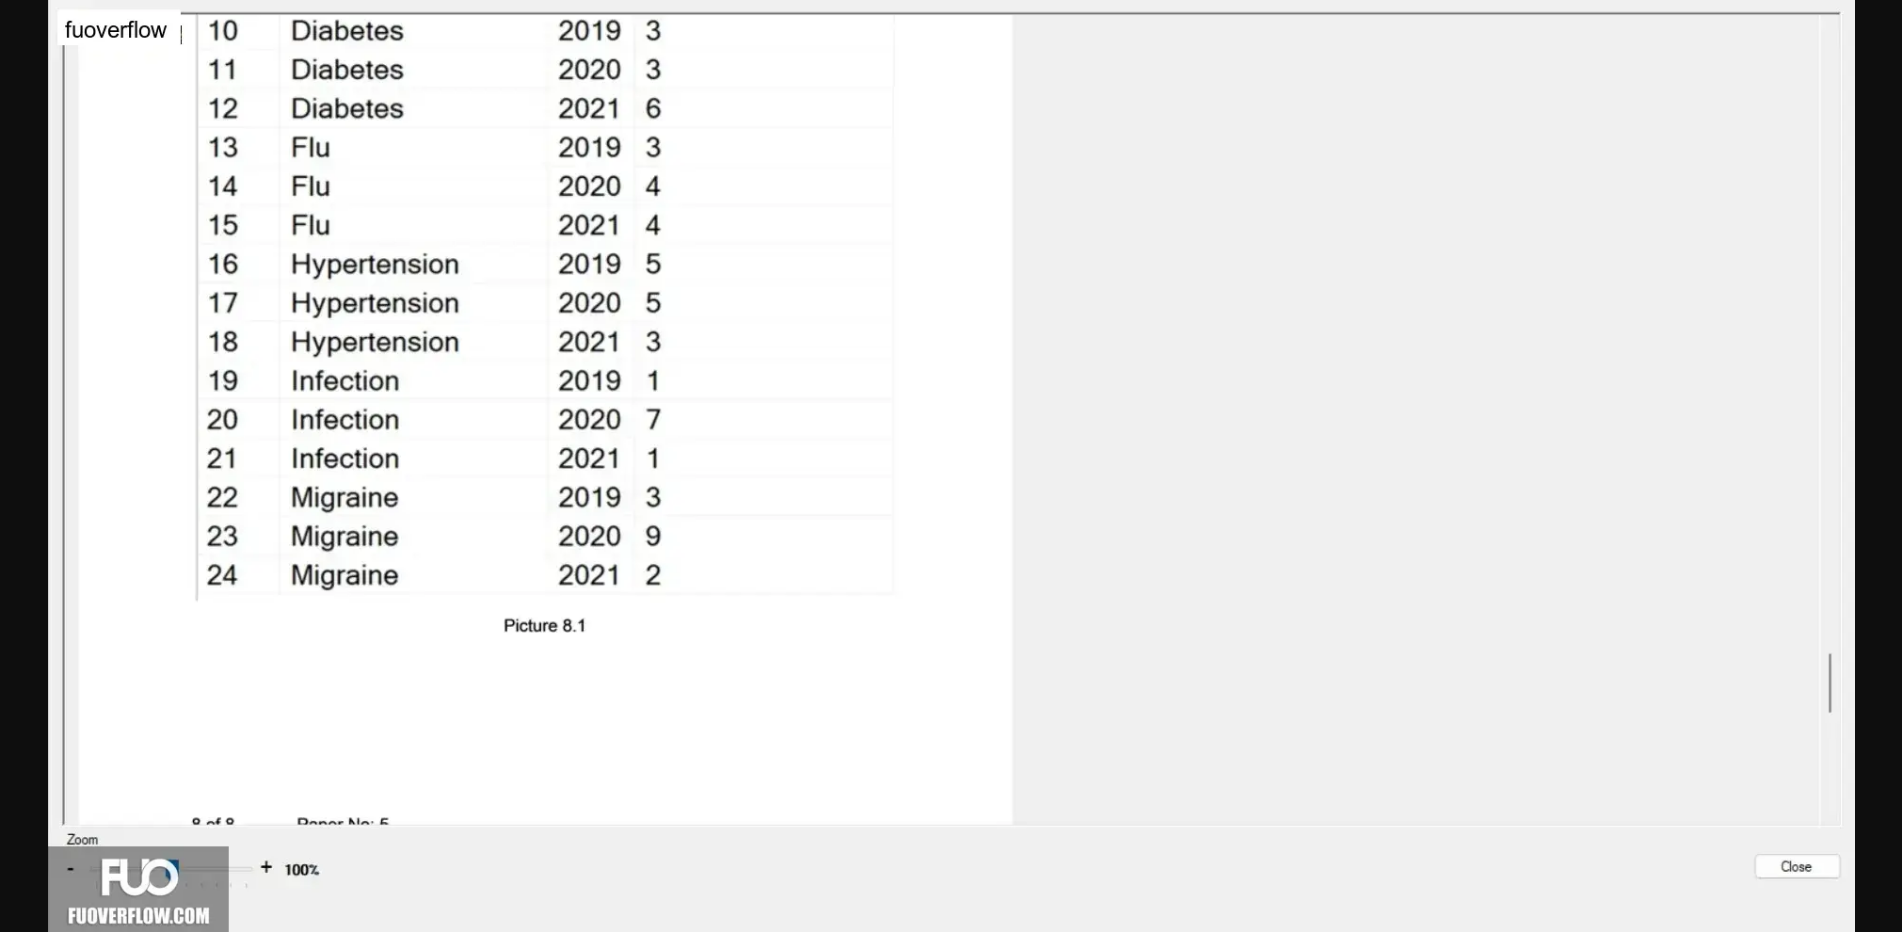 fuoverflow
10 Diabetes 2019 3
11 Diabetes 2020 3
12 Diabetes 2021 6
13 Flu 2019 3
14 Flu 2020 4
15 Flu 2021 4
16 Hypertension 2019 5
17 Hypertension 2020 5
18 Hypertension 2021 3
19 Infection 2019 1
20 Infection 2020 7
21 Infection 2021 1
22 Migraine 2019 3
23 Migraine 2020 9
24 Migraine 2021 2
Picture 8.1
8 of 8 Paper No: 5
Zoom
- + 100%
Close
FUO
FUOVERFLOW.COM